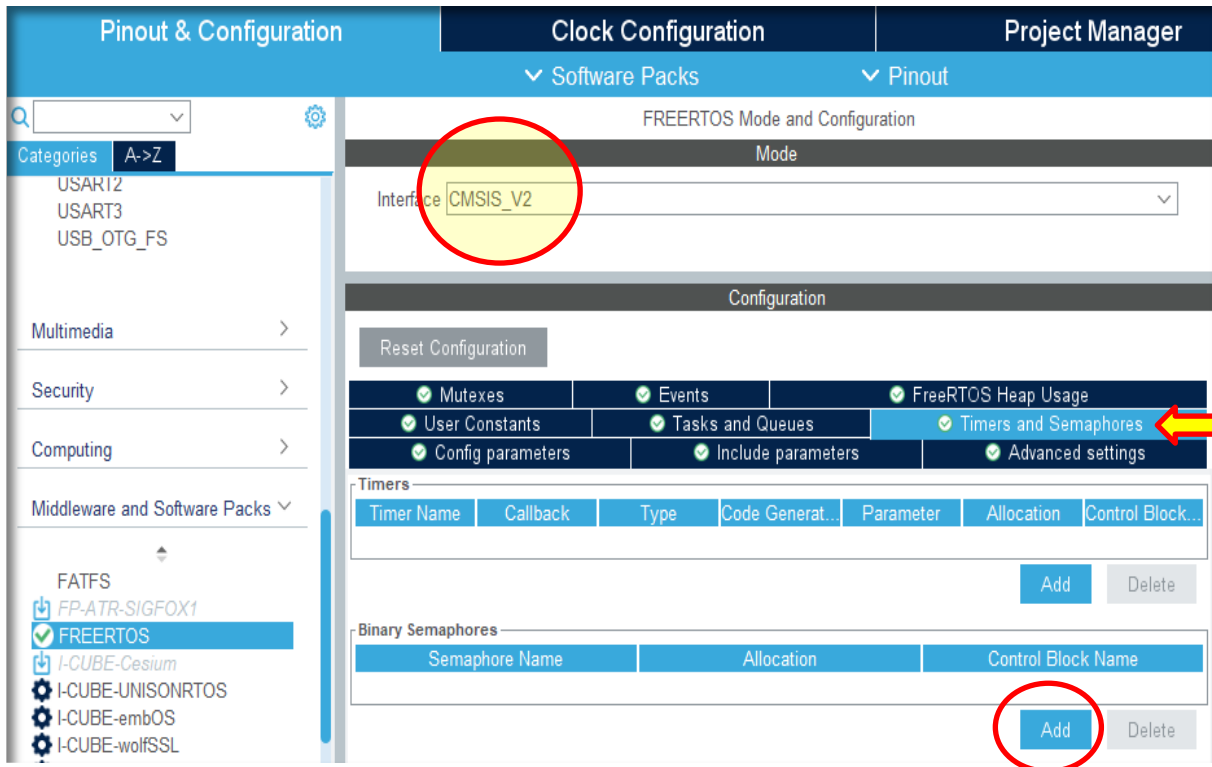 Pinout & Configuration
Clock Configuration
Project Manager
Software Packs
Pinout
Categories
A->Z
USART2
USART3
USB_OTG_FS
Multimedia
Security
Computing
Middleware and Software Packs
FATFS
FP-ATR-SIGFOX1
FREERTOS
I-CUBE-Cesium
I-CUBE-UNISONRTOS
I-CUBE-embOS
I-CUBE-wolfSSL
FREERTOS Mode and Configuration
Mode
Interface CMSIS_V2
Configuration
Reset Configuration
Mutexes Events FreeRTOS Heap Usage
User Constants Tasks and Queues Timers and Semaphores
Config parameters Include parameters Advanced settings
Timers
Timer Name Callback Type Code Generat... Parameter Allocation Control Block...
Add Delete
Binary Semaphores
Semaphore Name Allocation Control Block Name
Add Delete